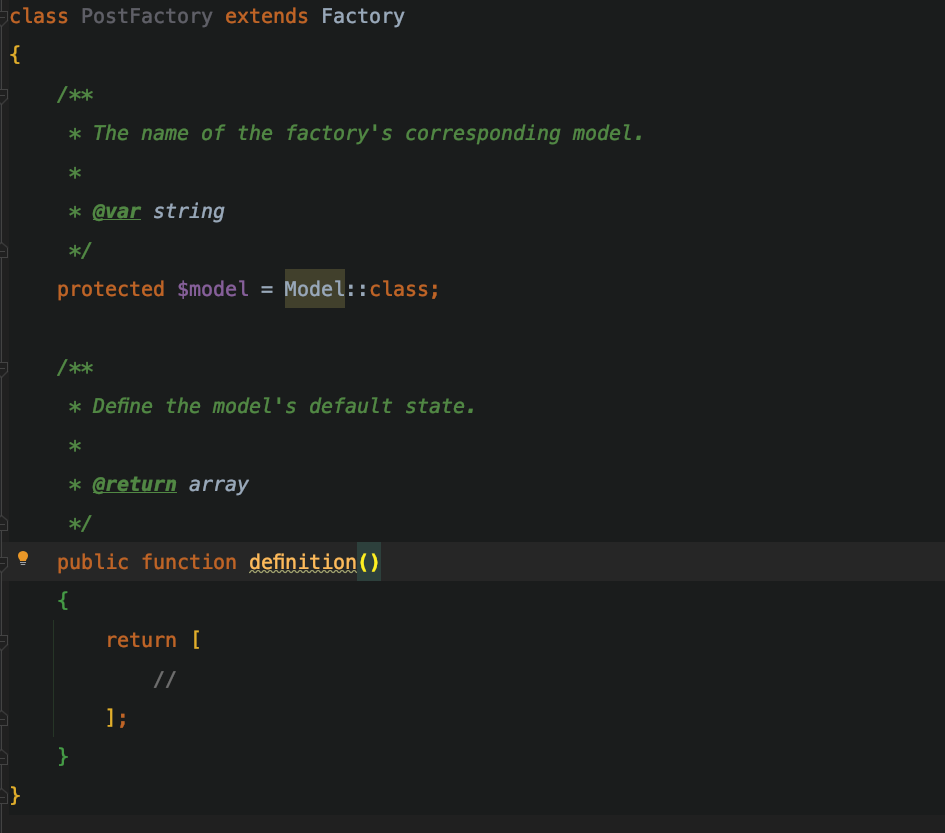 class PostFactory extends Factory
{
/**
* The name of the factory's corresponding model.
*
* @var string
*/
protected $model = Model::class;
/**
* Define the model's default state.
*
* @return array
*/
public function definition()
{
return [
//
];
}
}